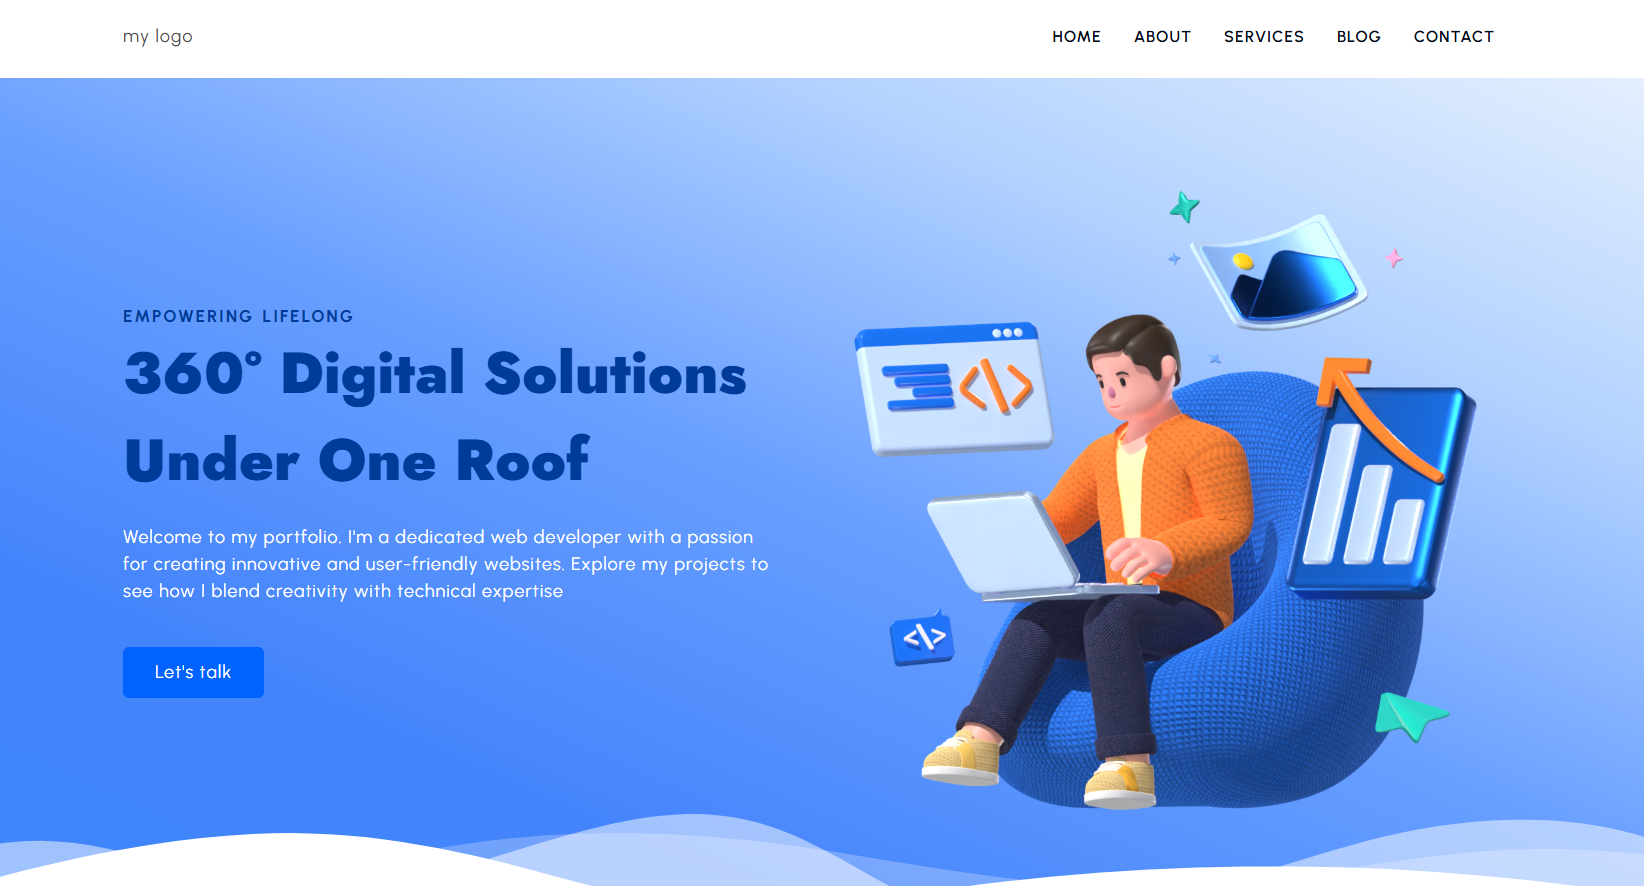 my logo
HOME ABOUT SERVICES BLOG CONTACT
EMPOWERING LIFELONG
360° Digital Solutions
Under One Roof
Welcome to my portfolio. I'm a dedicated web developer with a passion
for creating innovative and user-friendly websites. Explore my projects to
see how I blend creativity with technical expertise
Let's talk
</>
</>